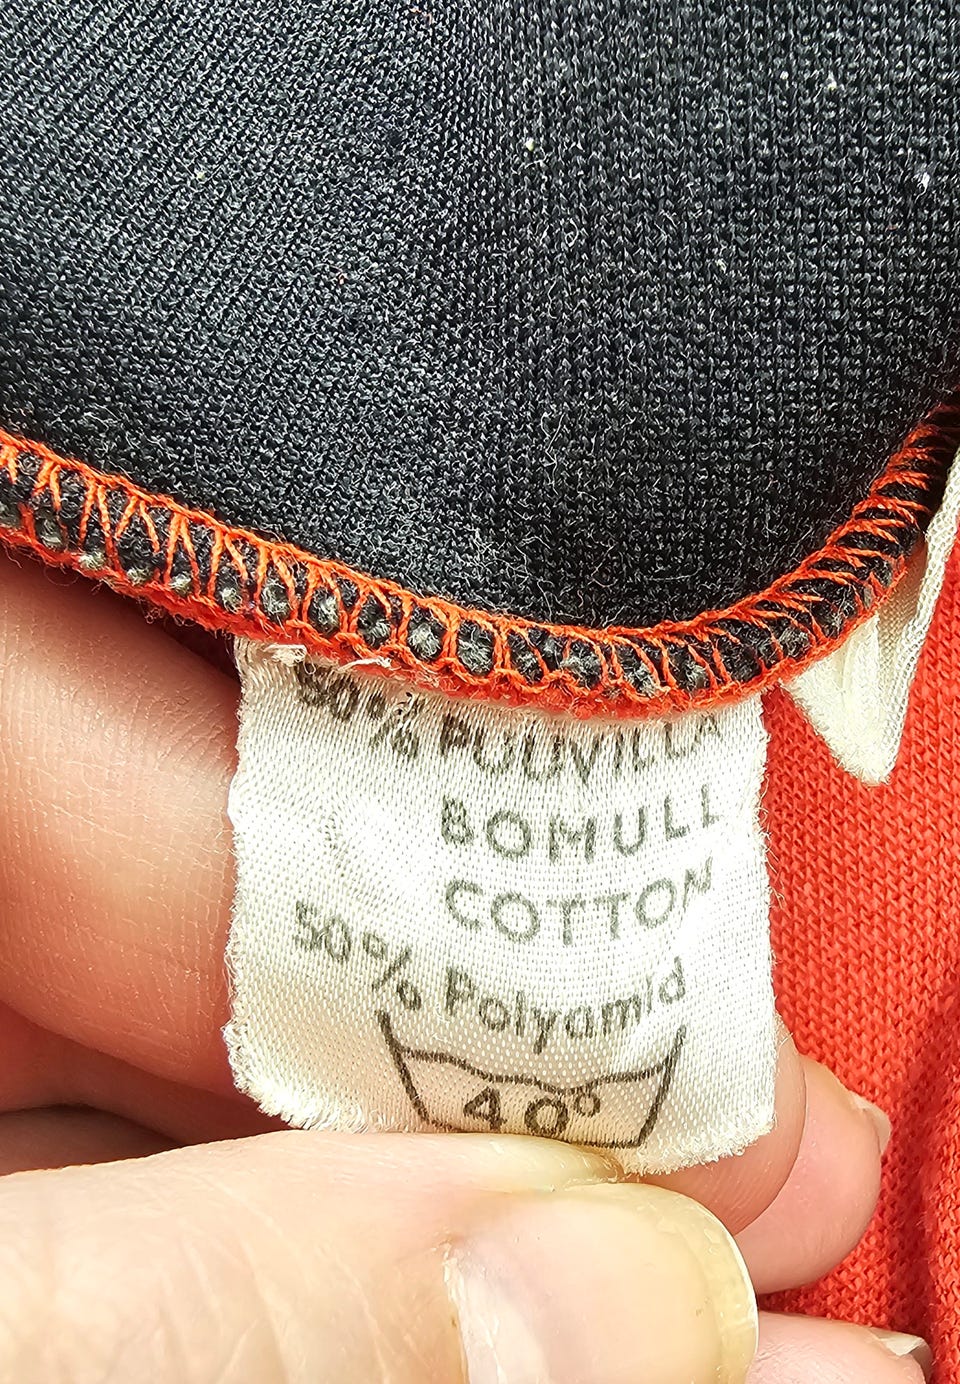 50% PUUVILLA
BOMULL
COTTON
50% Polyamid
40°